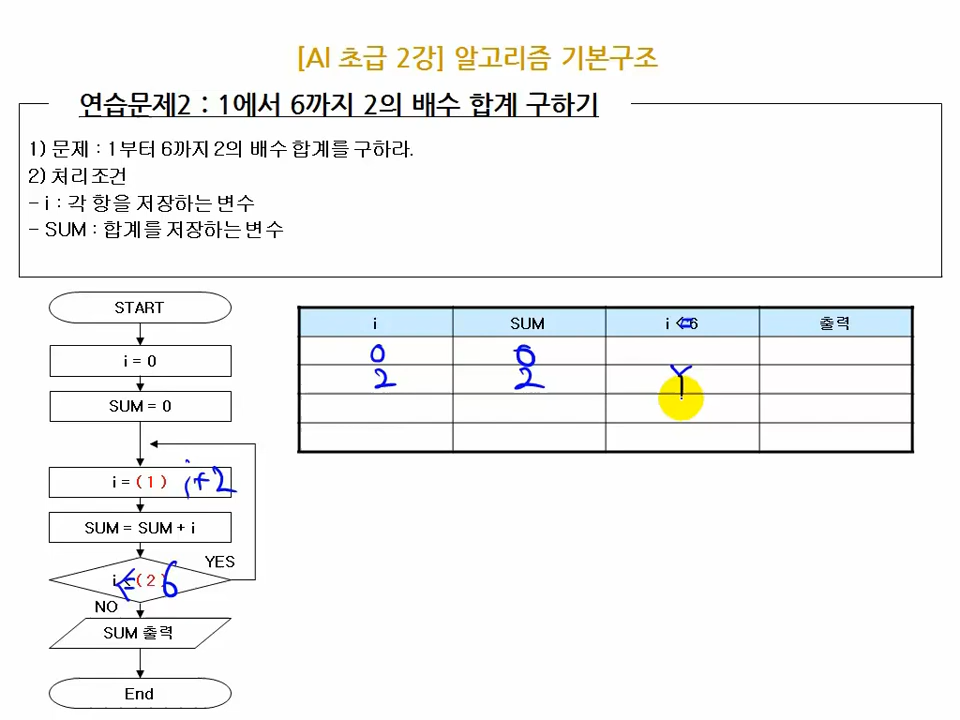 [AI 초급 2강] 알고리즘 기본구조
연습문제2 : 1에서 6까지 2의 배수 합계 구하기
1) 문제 : 1부터 6까지 2의 배수 합계를 구하라.
2) 처리조건
- i : 각 항을 저장하는 변수
- SUM : 합계를 저장하는 변수
START
i = 0
SUM = 0
i = (1) i+2
SUM = SUM + i
YES
i <= (2) 6
NO
SUM 출력
End
i SUM i <= 6 출력
0 0
2 2 Y